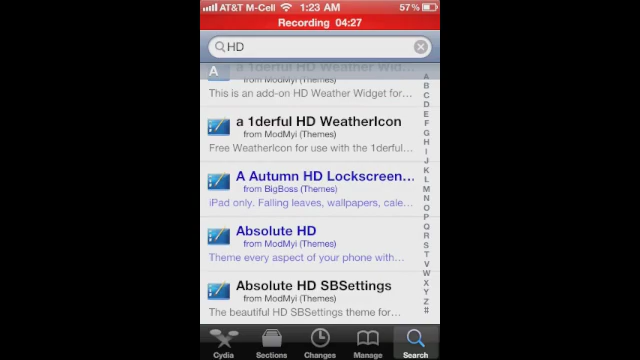 AT&T M-Cell 1:23 AM 57%
Recording 04:27
HD
A
a 1derful HD Weather Wid...
from ModMyi (Themes)
This is an add-on HD Weather Widget for...
a 1derful HD WeatherIcon
from ModMyi (Themes)
Free WeatherIcon for use with the 1derful...
A Autumn HD Lockscreen...
from BigBoss (Themes)
iPad only. Falling leaves, wallpapers, cale...
Absolute HD
from ModMyi (Themes)
Theme every aspect of your phone with...
Absolute HD SBSettings
from ModMyi (Themes)
The beautiful HD SBSettings theme for...
A
B
C
D
E
F
G
H
I
J
K
L
M
N
O
P
Q
R
S
T
U
V
W
X
Y
Z
#
Cydia Sections Changes Manage Search